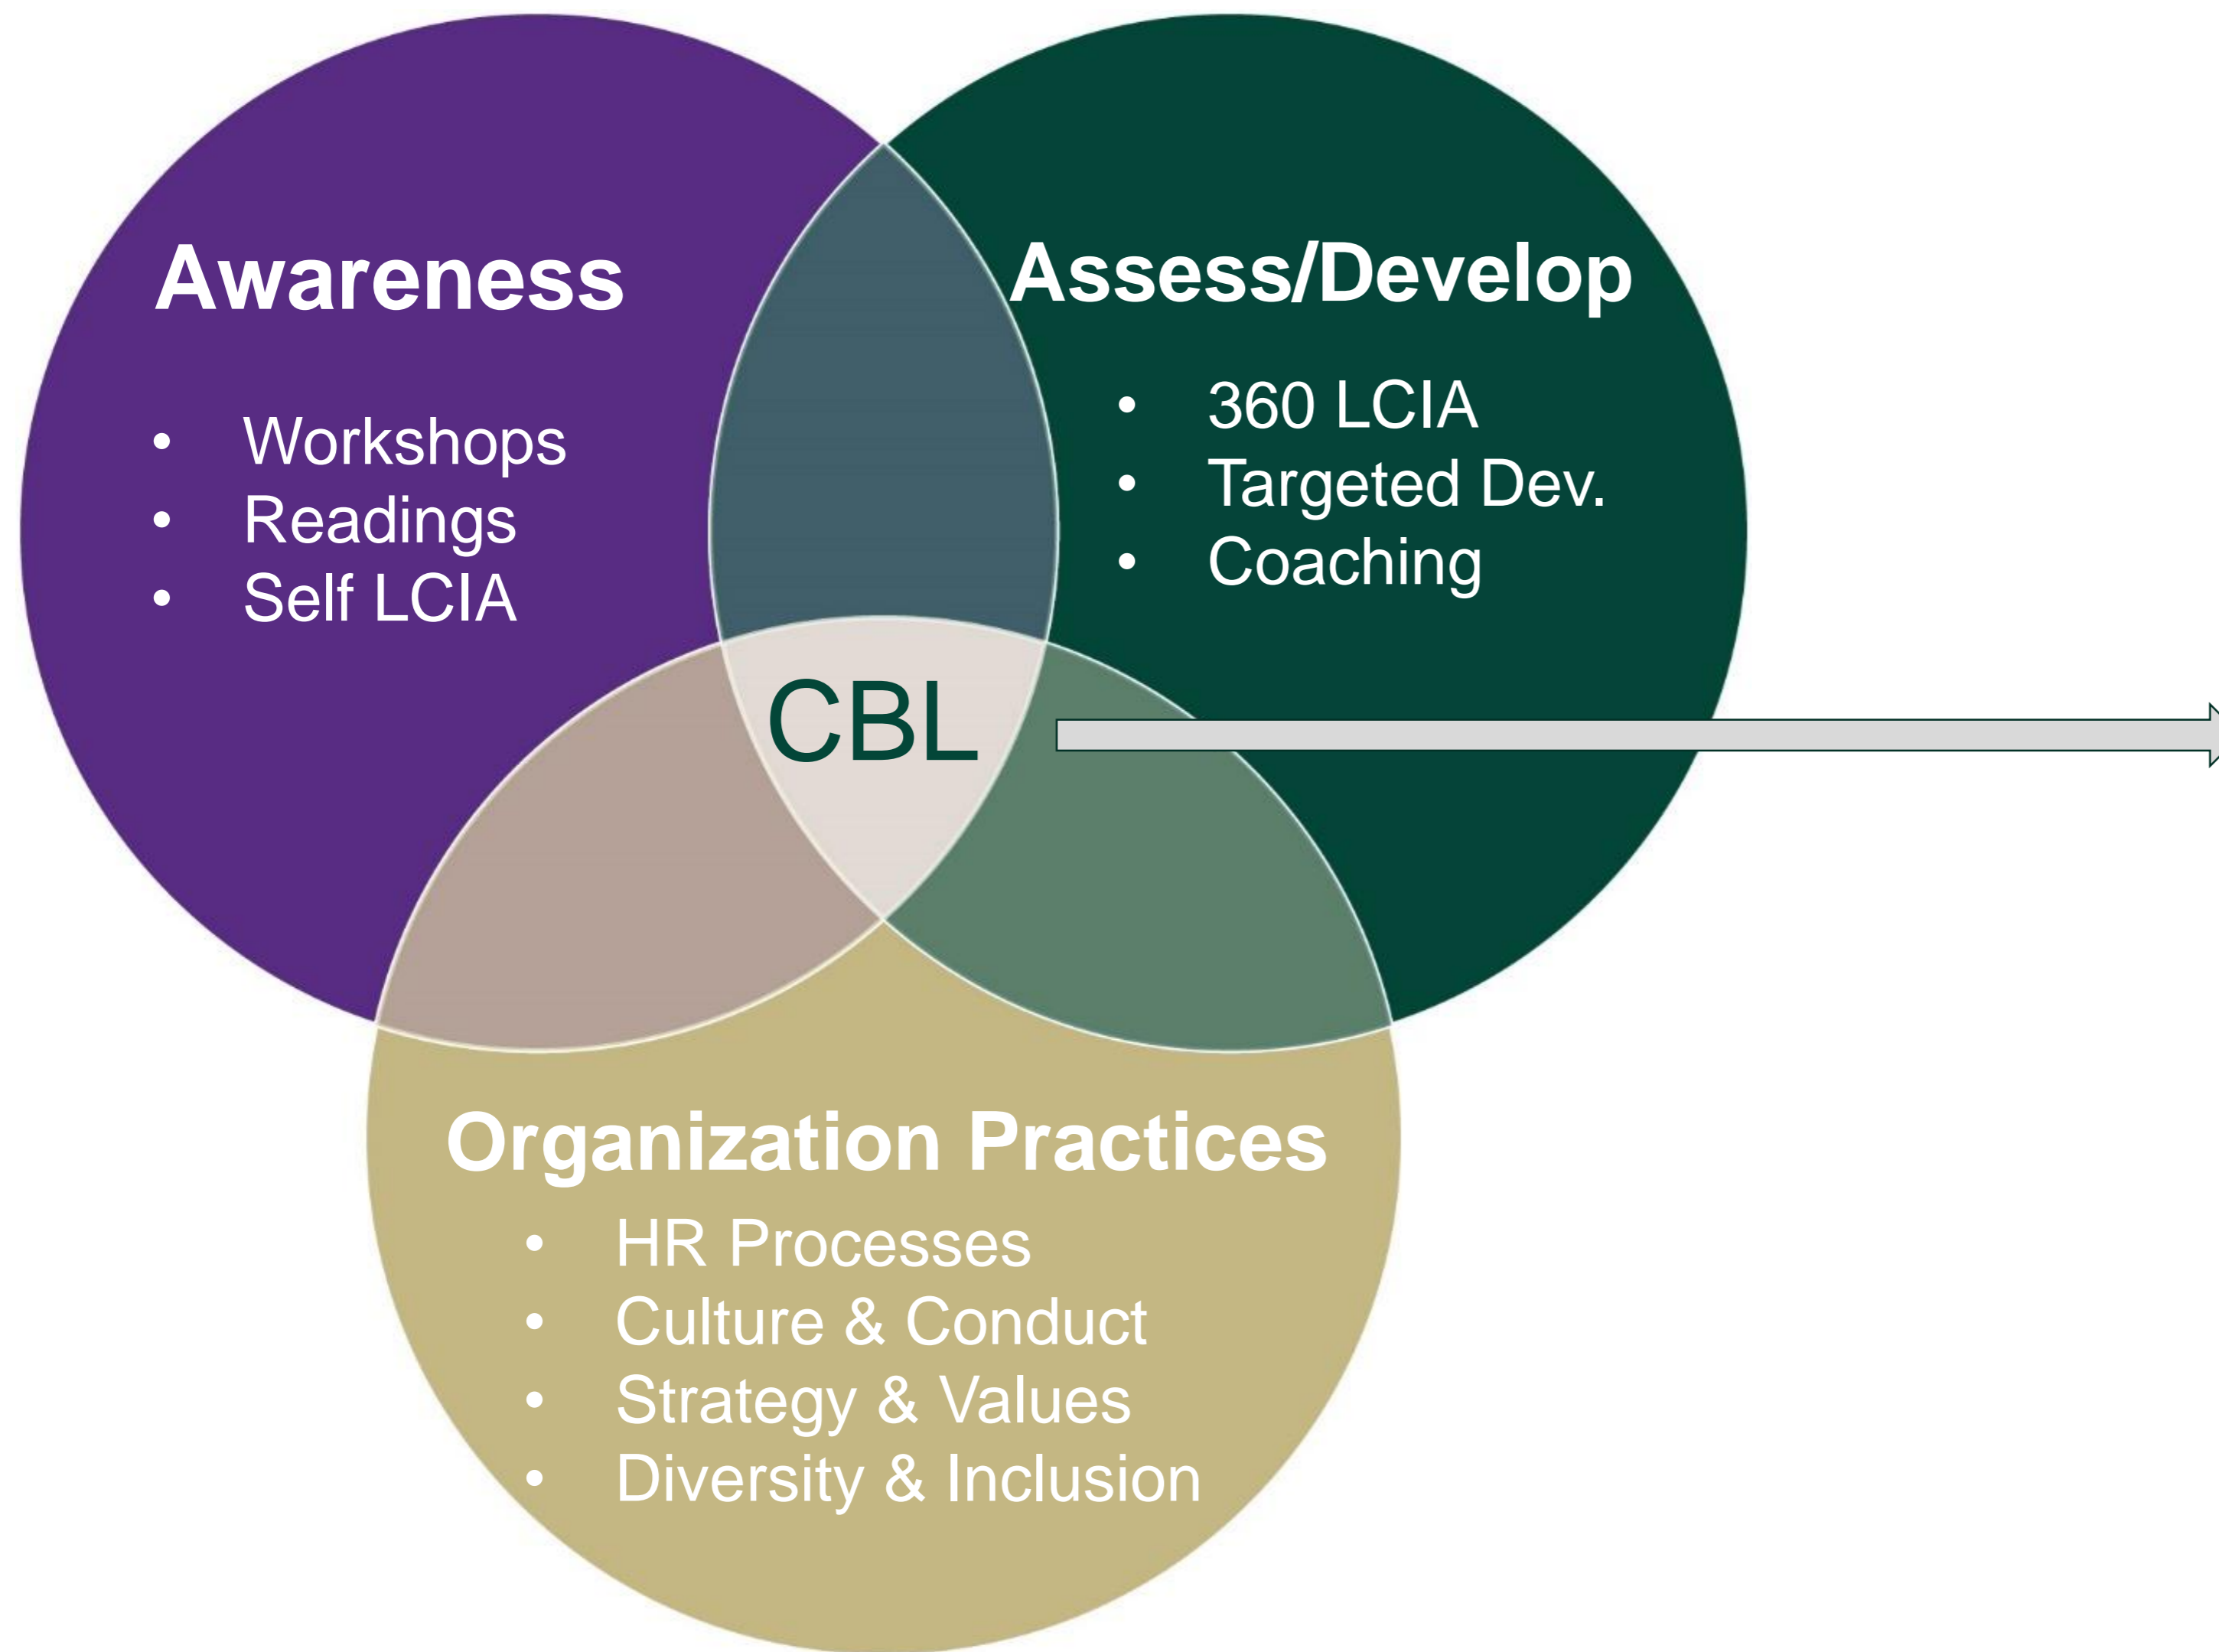 Awareness
• Workshops
• Readings
• Self LCIA
Assess/Develop
• 360 LCIA
• Targeted Dev.
• Coaching
CBL
Organization Practices
• HR Processes
• Culture & Conduct
• Strategy & Values
• Diversity & Inclusion